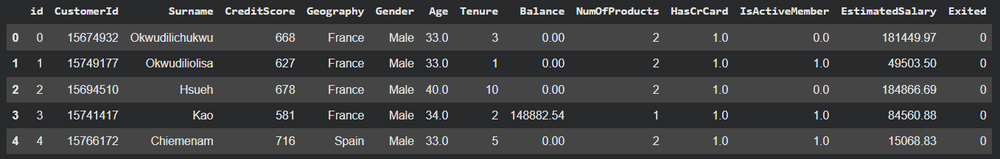 id CustomerId Surname CreditScore Geography Gender Age Tenure Balance NumOfProducts HasCrCard IsActiveMember EstimatedSalary Exited
0 0 15674932 Okwudilichukwu 668 France Male 33.0 3 0.00 2 1.0 0.0 181449.97 0
1 1 15749177 Okwudiliolisa 627 France Male 33.0 1 0.00 2 1.0 1.0 49503.50 0
2 2 15694510 Hsueh 678 France Male 40.0 10 0.00 2 1.0 0.0 184866.69 0
3 3 15741417 Kao 581 France Male 34.0 2 148882.54 1 1.0 1.0 84560.88 0
4 4 15766172 Chiemenam 716 Spain Male 33.0 5 0.00 2 1.0 1.0 15068.83 0